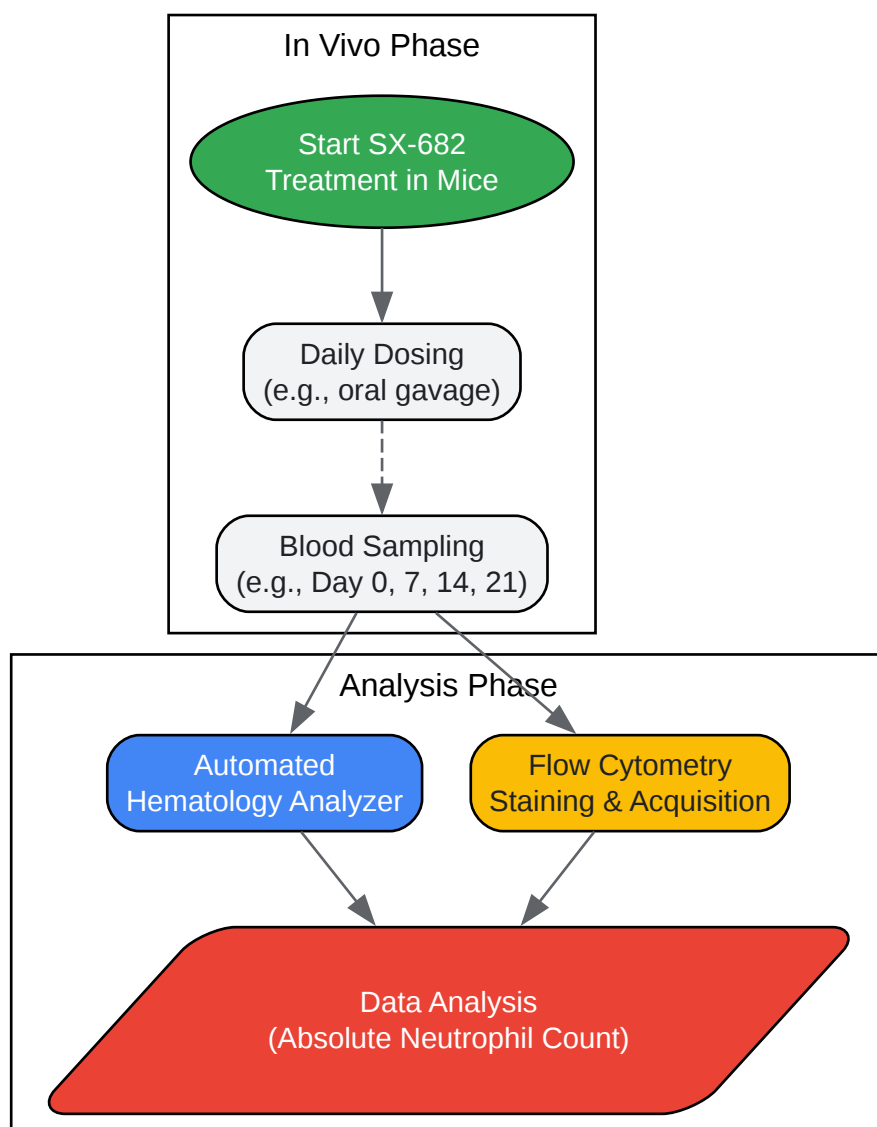 In Vivo Phase
Start SX-682
Treatment in Mice
Daily Dosing
(e.g., oral gavage)
Blood Sampling
(e.g., Day 0, 7, 14, 21)
Analysis Phase
Automated
Hematology Analyzer
Flow Cytometry
Staining & Acquisition
Data Analysis
(Absolute Neutrophil Count)